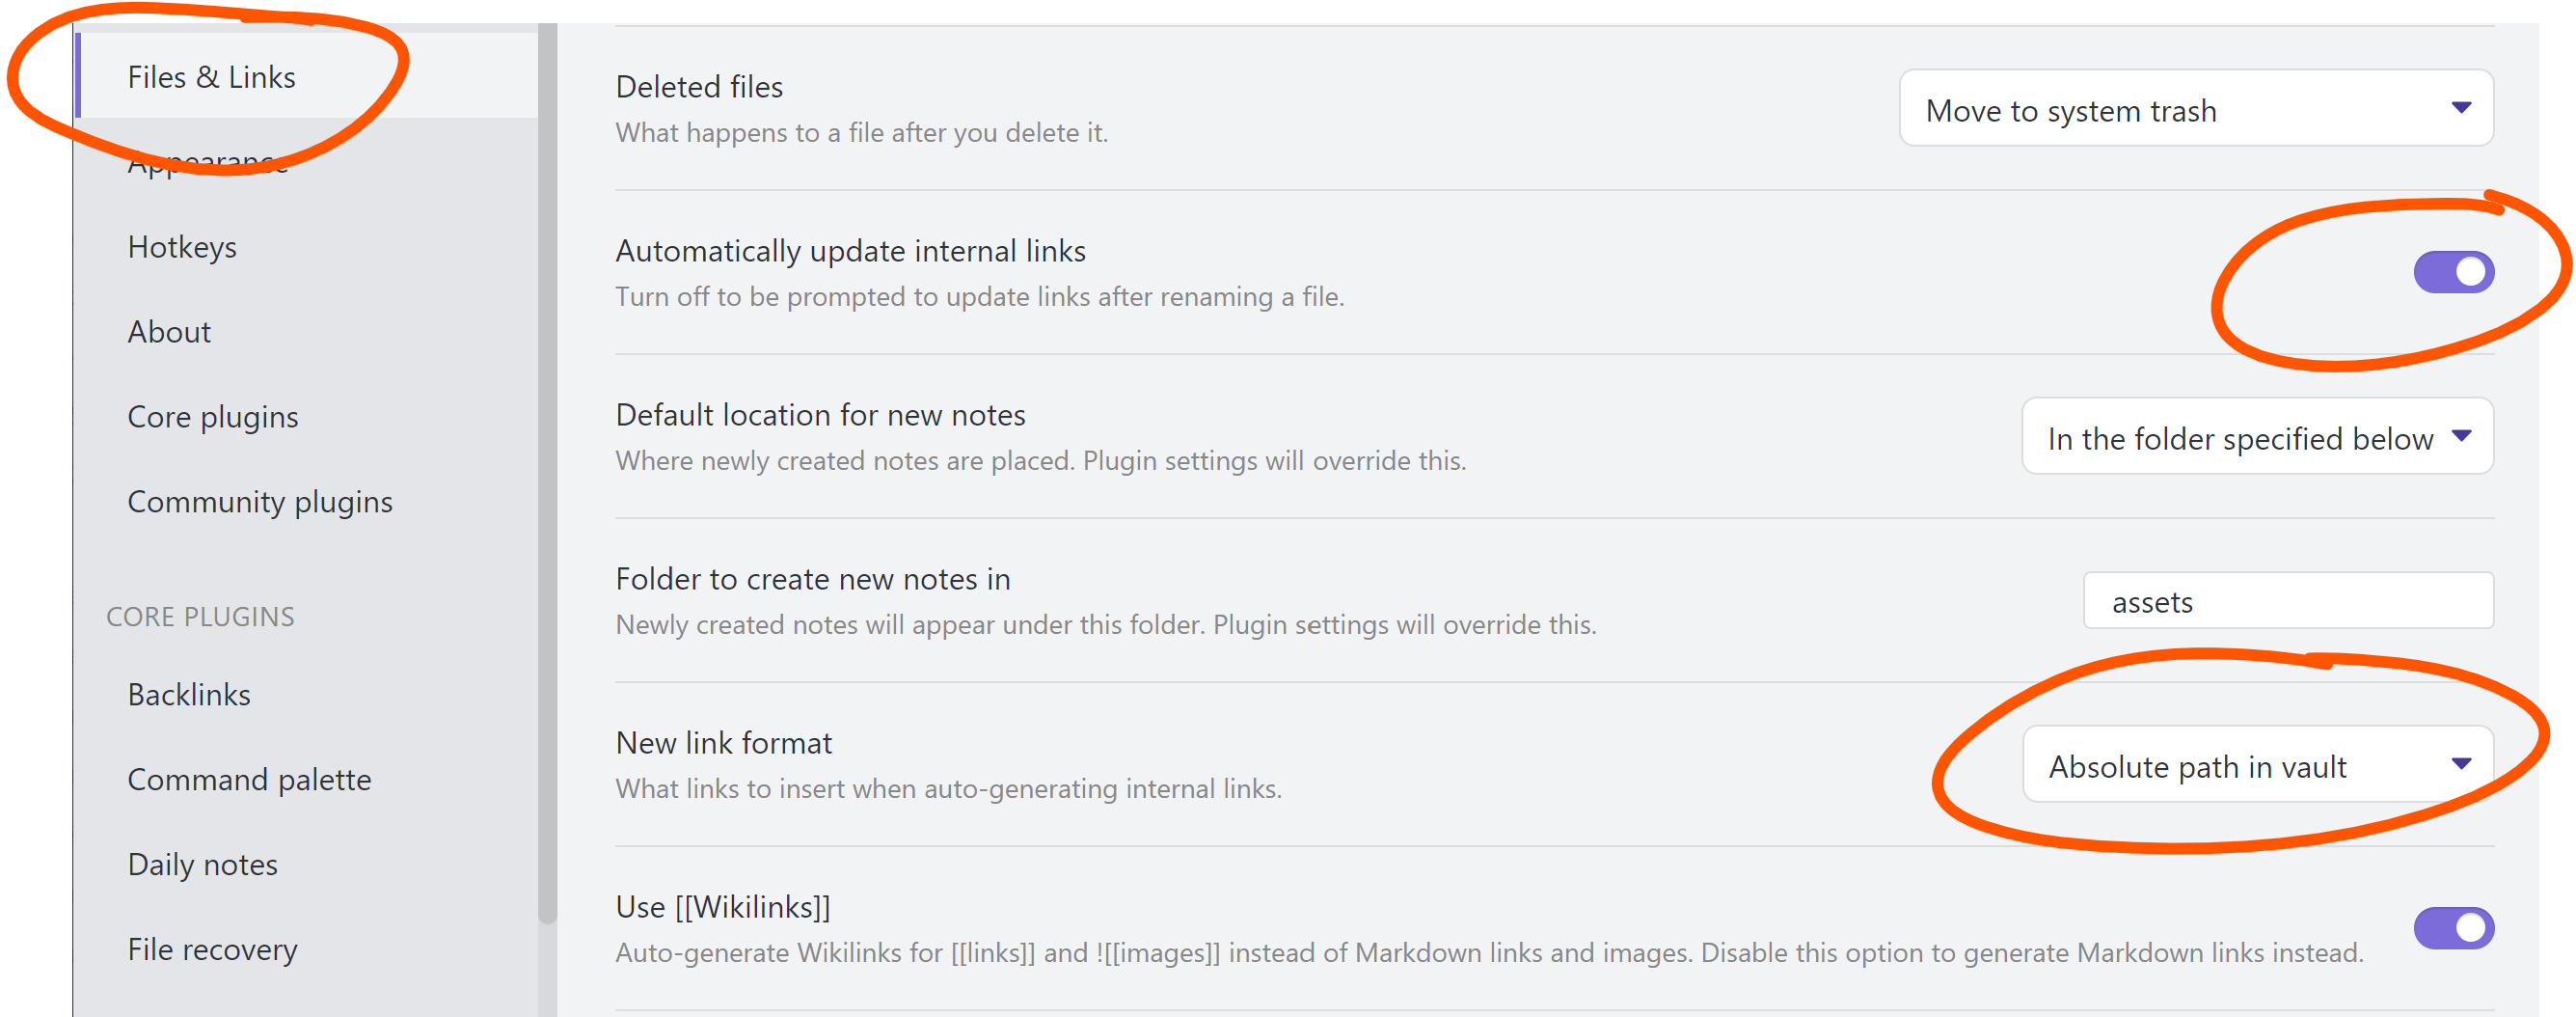 Files & Links
Appearance
Hotkeys
About
Core plugins
Community plugins
CORE PLUGINS
Backlinks
Command palette
Daily notes
File recovery
Deleted files
What happens to a file after you delete it.
Move to system trash
Automatically update internal links
Turn off to be prompted to update links after renaming a file.
Default location for new notes
Where newly created notes are placed. Plugin settings will override this.
In the folder specified below
Folder to create new notes in
Newly created notes will appear under this folder. Plugin settings will override this.
assets
New link format
What links to insert when auto-generating internal links.
Absolute path in vault
Use [[Wikilinks]]
Auto-generate Wikilinks for [[links]] and ![[images]] instead of Markdown links and images. Disable this option to generate Markdown links instead.